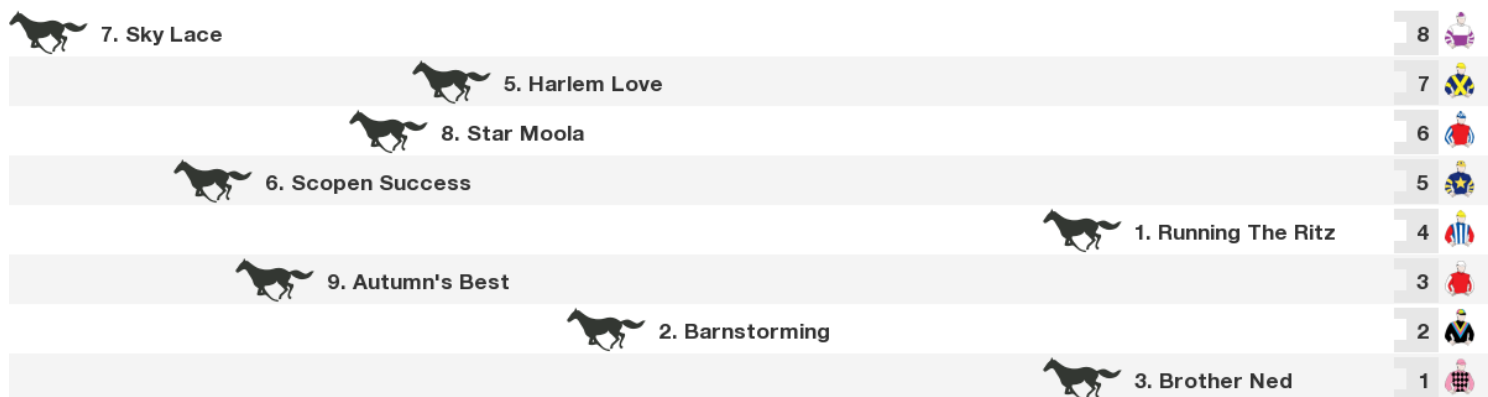 7. Sky Lace 8
5. Harlem Love 7
8. Star Moola 6
6. Scopen Success 5
1. Running The Ritz 4
9. Autumn's Best 3
2. Barnstorming 2
3. Brother Ned 1